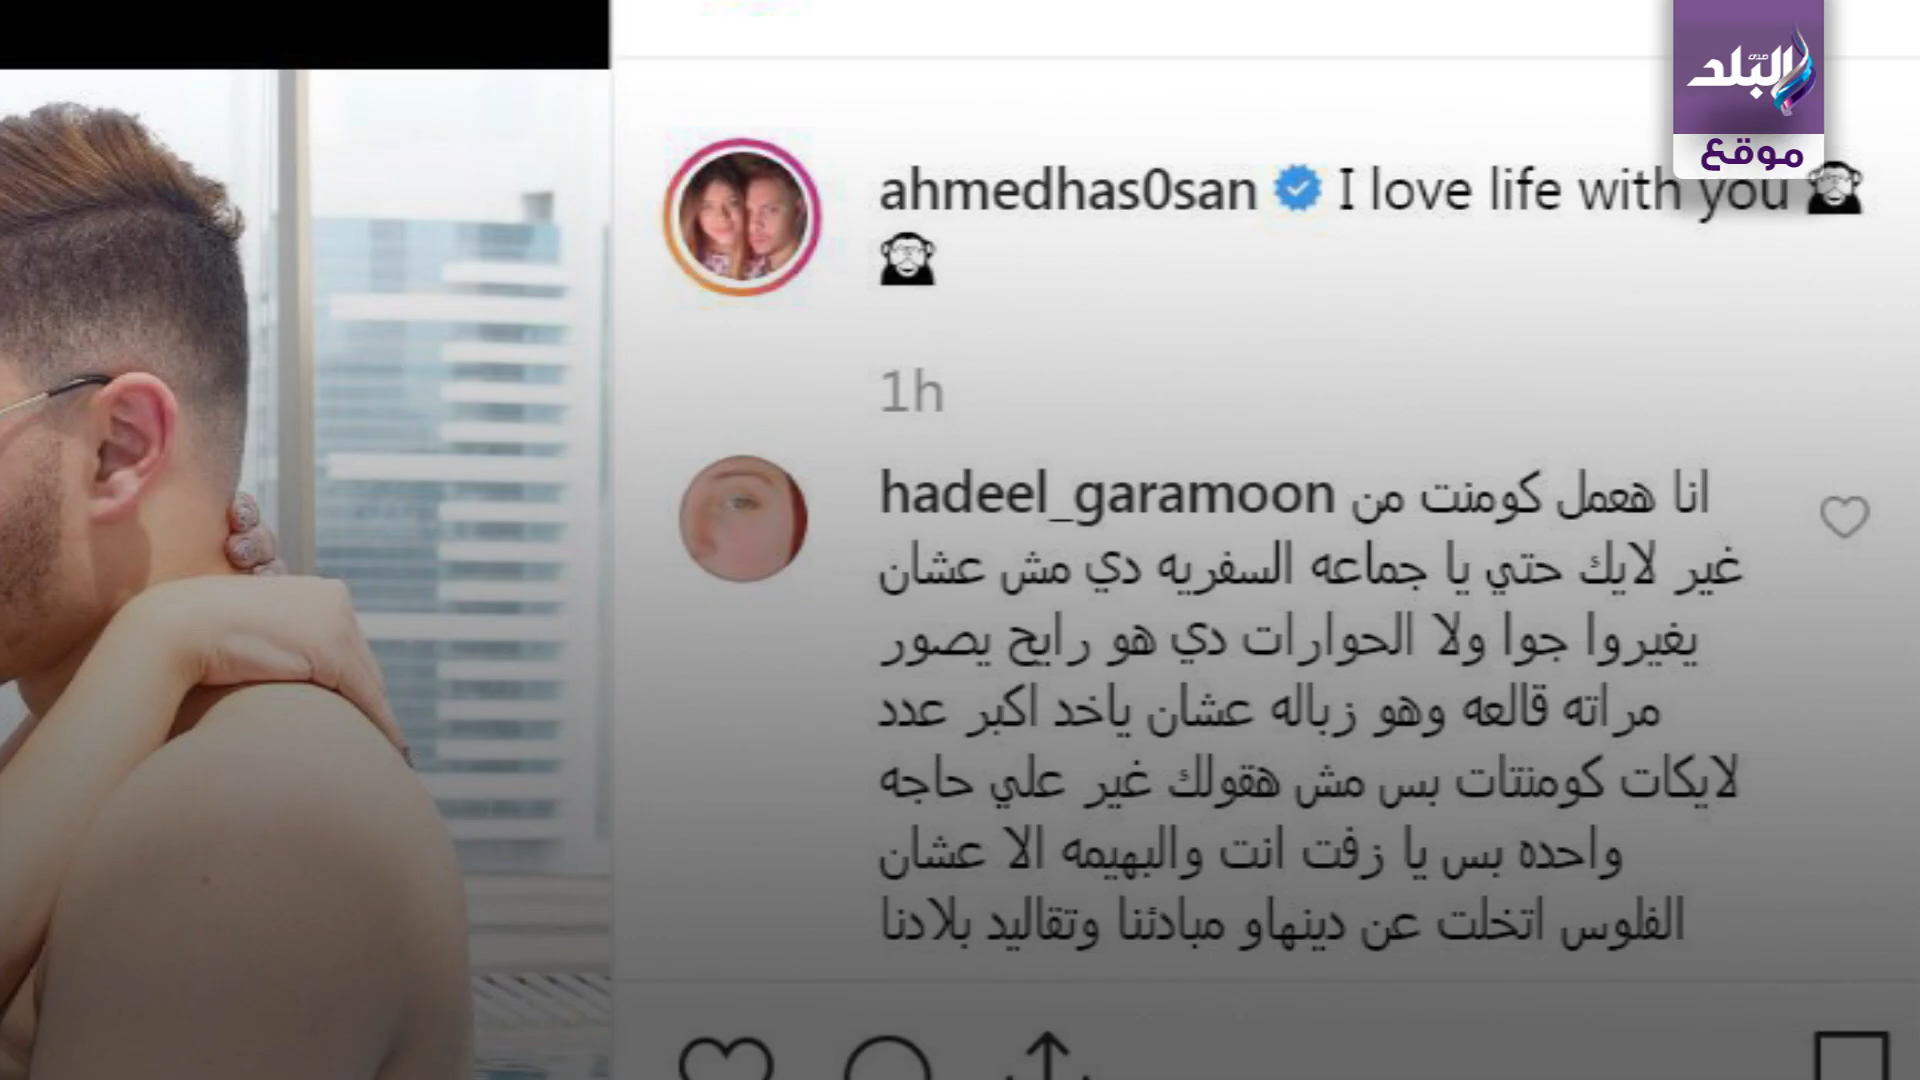 صدى
البلد
موقع
ahmedhas0san I love life with you 🙊
🙊
1h
hadeel_garamoon انا هعمل كومنت من
غير لايك حتي يا جماعه السفريه دي مش عشان
يغيروا جوا ولا الحوارات دي هو رايح يصور
مراته قالعه وهو زباله عشان ياخد اكبر عدد
لايكات كومنتات بس مش هقولك غير علي حاجه
واحده بس يا زفت انت والبهيمه الا عشان
الفلوس اتخلت عن دينهاو مبادئنا وتقاليد بلادنا